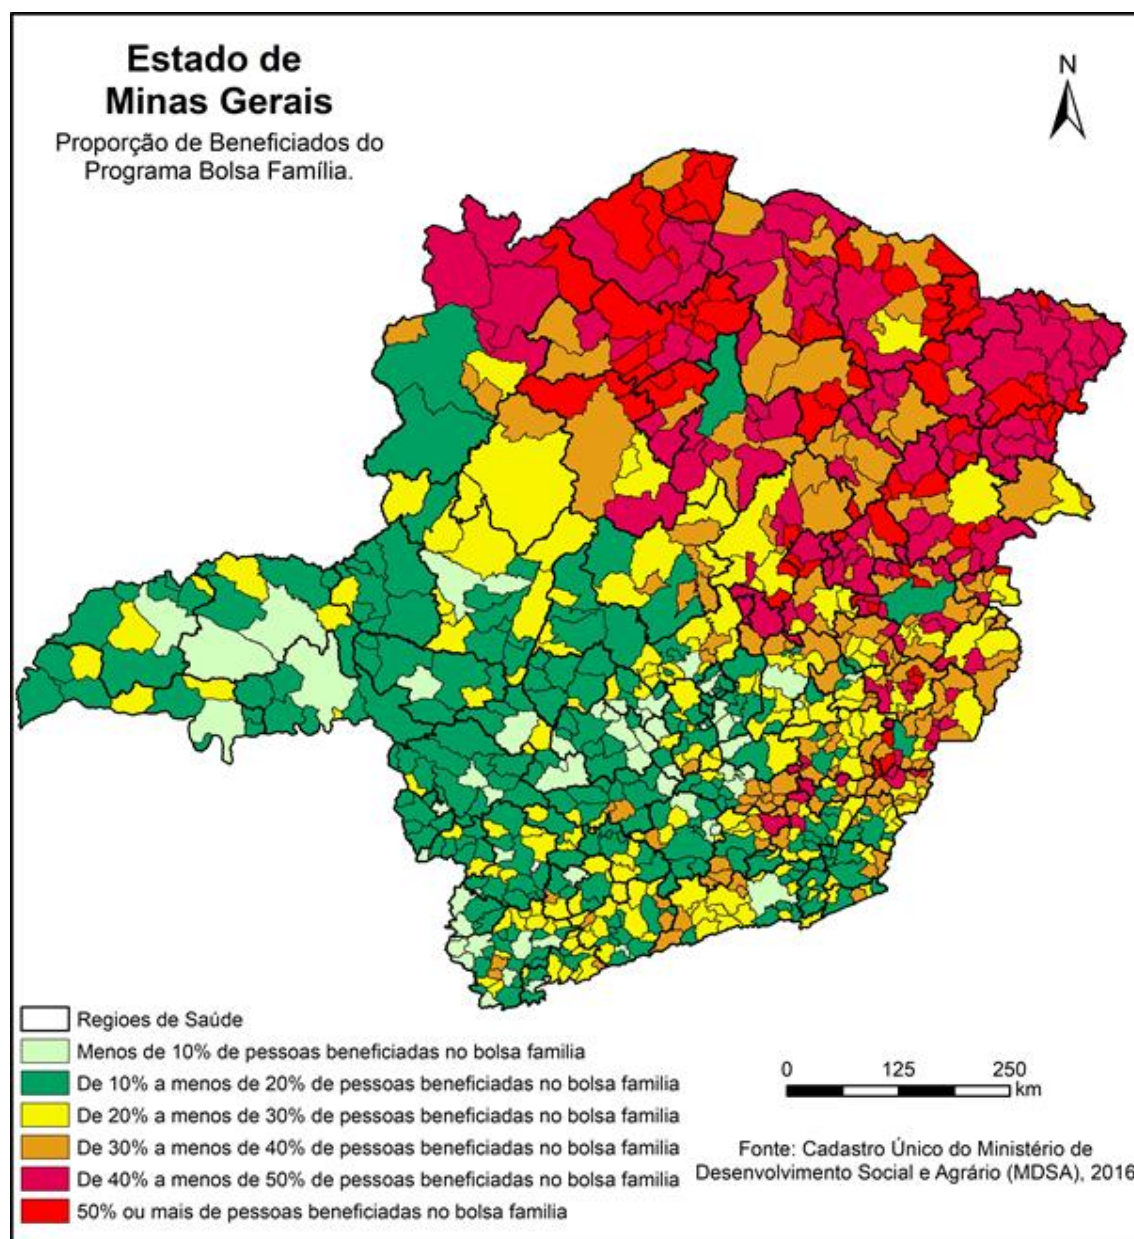 Estado de
Minas Gerais
Proporção de Beneficiados do
Programa Bolsa Família.
N
Regioes de Saúde
Menos de 10% de pessoas beneficiadas no bolsa familia
De 10% a menos de 20% de pessoas beneficiadas no bolsa familia
De 20% a menos de 30% de pessoas beneficiadas no bolsa familia
De 30% a menos de 40% de pessoas beneficiadas no bolsa familia
De 40% a menos de 50% de pessoas beneficiadas no bolsa familia
50% ou mais de pessoas beneficiadas no bolsa familia
0 125 250
km
Fonte: Cadastro Único do Ministério de
Desenvolvimento Social e Agrário (MDSA), 2016